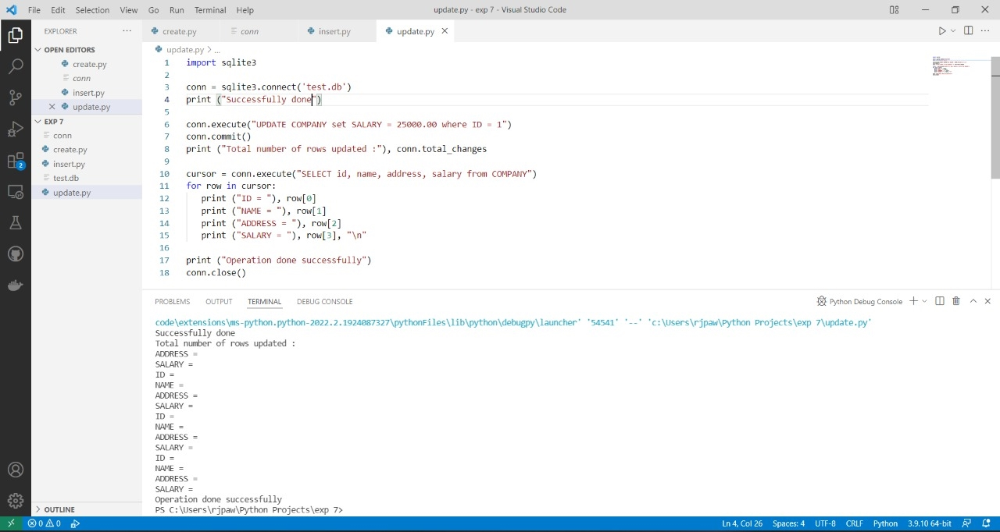 File Edit Selection View Go Run Terminal Help
update.py - exp 7 - Visual Studio Code
EXPLORER ...
OPEN EDITORS
create.py
conn
insert.py
update.py
EXP 7
conn
create.py
insert.py
test.db
update.py
2
OUTLINE
create.py conn insert.py update.py
update.py > ...
1 import sqlite3
2
3 conn = sqlite3.connect('test.db')
4 print ("Successfully done")
5
6 conn.execute("UPDATE COMPANY set SALARY = 25000.00 where ID = 1")
7 conn.commit()
8 print ("Total number of rows updated :"), conn.total_changes
9
10 cursor = conn.execute("SELECT id, name, address, salary from COMPANY")
11 for row in cursor:
12 print ("ID = "), row[0]
13 print ("NAME = "), row[1]
14 print ("ADDRESS = "), row[2]
15 print ("SALARY = "), row[3], "\n"
16
17 print ("Operation done successfully")
18 conn.close()
PROBLEMS OUTPUT TERMINAL DEBUG CONSOLE
Python Debug Console
code\extensions\ms-python.python-2022.2.1924087327\pythonFiles\lib\python\debugpy\launcher' '54541' '--' 'c:\Users\rjpaw\Python Projects\exp 7\update.py'
Successfully done
Total number of rows updated :
ADDRESS =
SALARY =
ID =
NAME =
ADDRESS =
SALARY =
ID =
NAME =
ADDRESS =
SALARY =
ID =
NAME =
ADDRESS =
SALARY =
Operation done successfully
PS C:\Users\rjpaw\Python Projects\exp 7>
0 0
Ln 4, Col 26 Spaces: 4 UTF-8 CRLF Python 3.9.10 64-bit